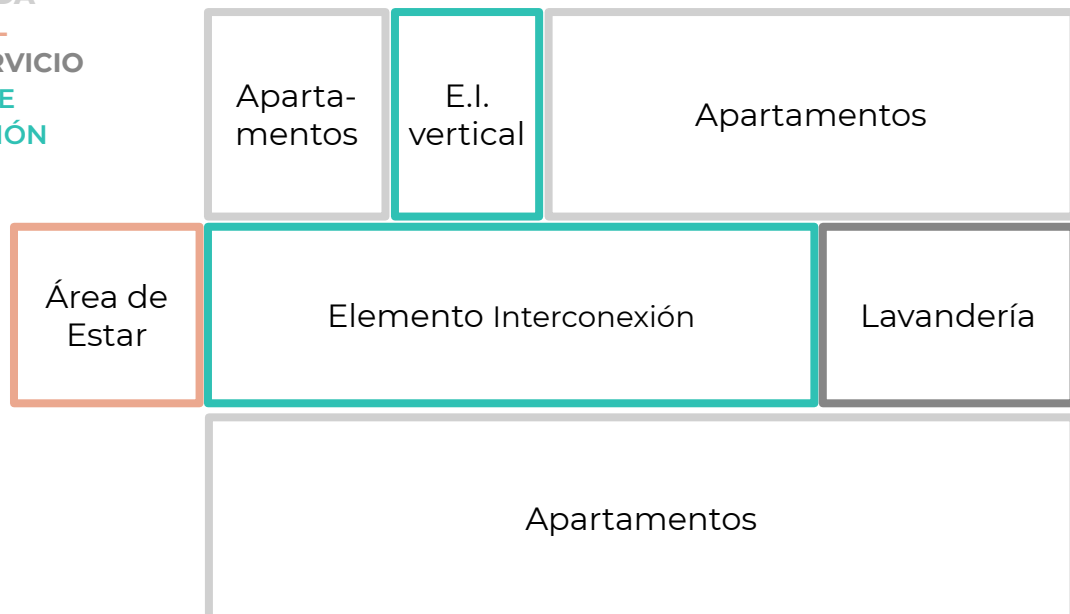 RVICIO
E
IÓN
Aparta-
mentos
E.I.
vertical
Apartamentos
Área de
Estar
Elemento Interconexión
Lavandería
Apartamentos